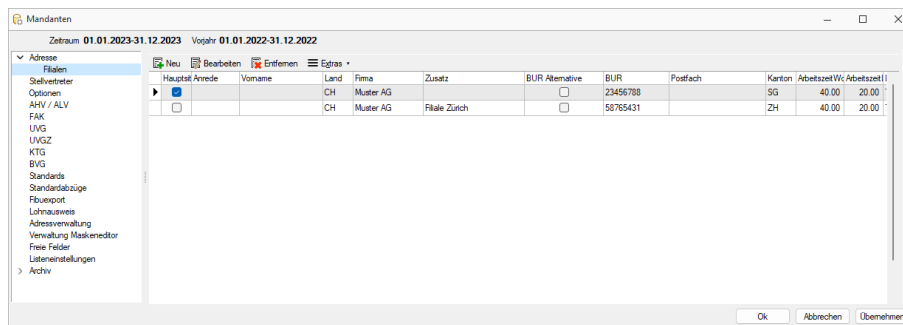 Mandanten
Zeitraum 01.01.2023-31.12.2023 Vorjahr 01.01.2022-31.12.2022
Adresse
Filialen
Stellvertreter
Optionen
AHV / ALV
FAK
UVG
UVGZ
KTG
BVG
Standards
Standardabzüge
Fibuexport
Lohnausweis
Adressverwaltung
Verwaltung Maskeneditor
Freie Felder
Listeneinstellungen
Archiv
Neu Bearbeiten Entfernen Extras
Hauptsit Anrede Vorname Land Firma Zusatz BUR Alternative BUR Postfach Kanton ArbeitszeitWo Arbeitszeit
CH Muster AG 23456788 SG 40.00 20.00
CH Muster AG Filiale Zürich 58765431 ZH 40.00 20.00
Ok Abbrechen Übernehmen